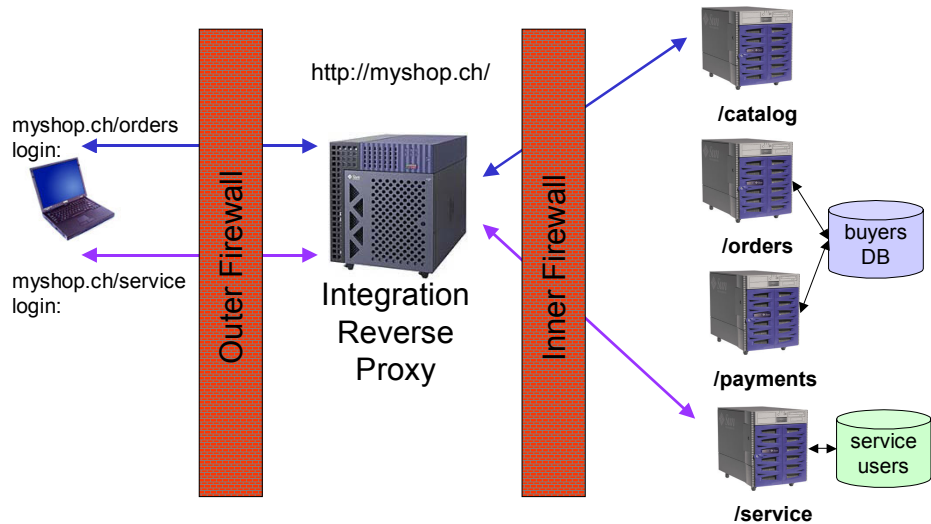 http://myshop.ch/
myshop.ch/orders
login:
myshop.ch/service
login:
Outer Firewall
Integration
Reverse
Proxy
Inner Firewall
/catalog
/orders
buyers
DB
/payments
service
users
/service